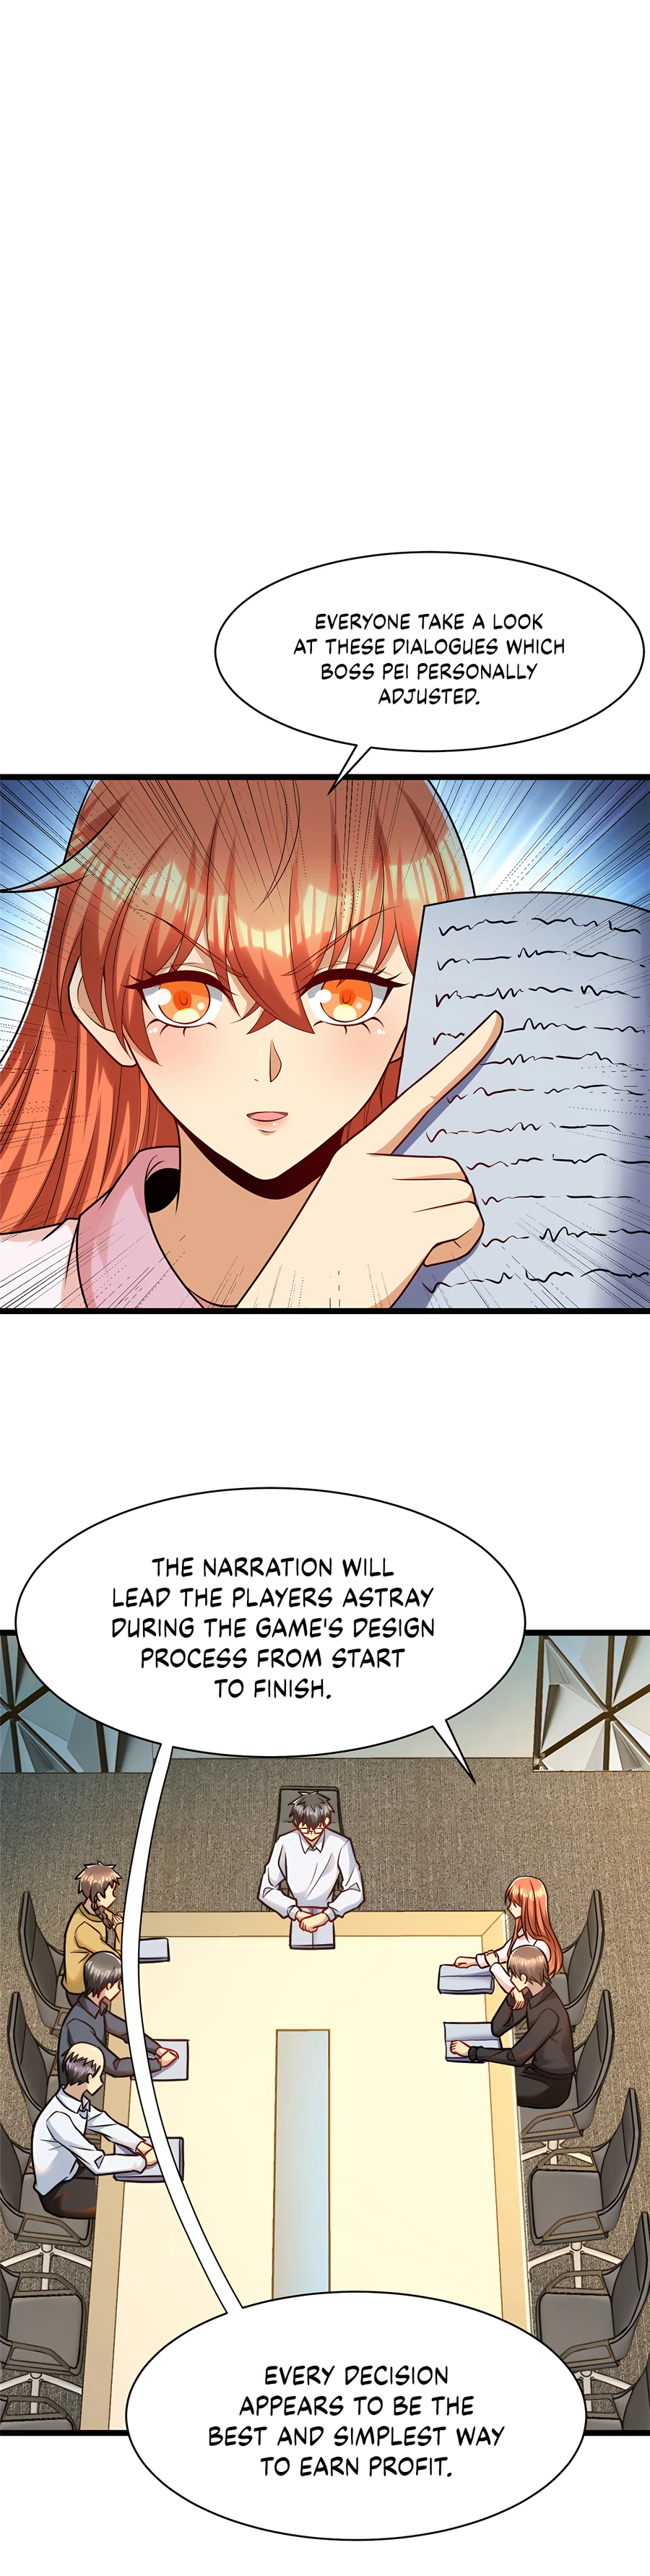 EVERYONE TAKE A LOOK
AT THESE DIALOGUES WHICH
BOSS PEI PERSONALLY
ADJUSTED.
THE NARRATION WILL
LEAD THE PLAYERS ASTRAY
DURING THE GAME'S DESIGN
PROCESS FROM START
TO FINISH.
EVERY DECISION
APPEARS TO BE THE
BEST AND SIMPLEST WAY
TO EARN PROFIT.